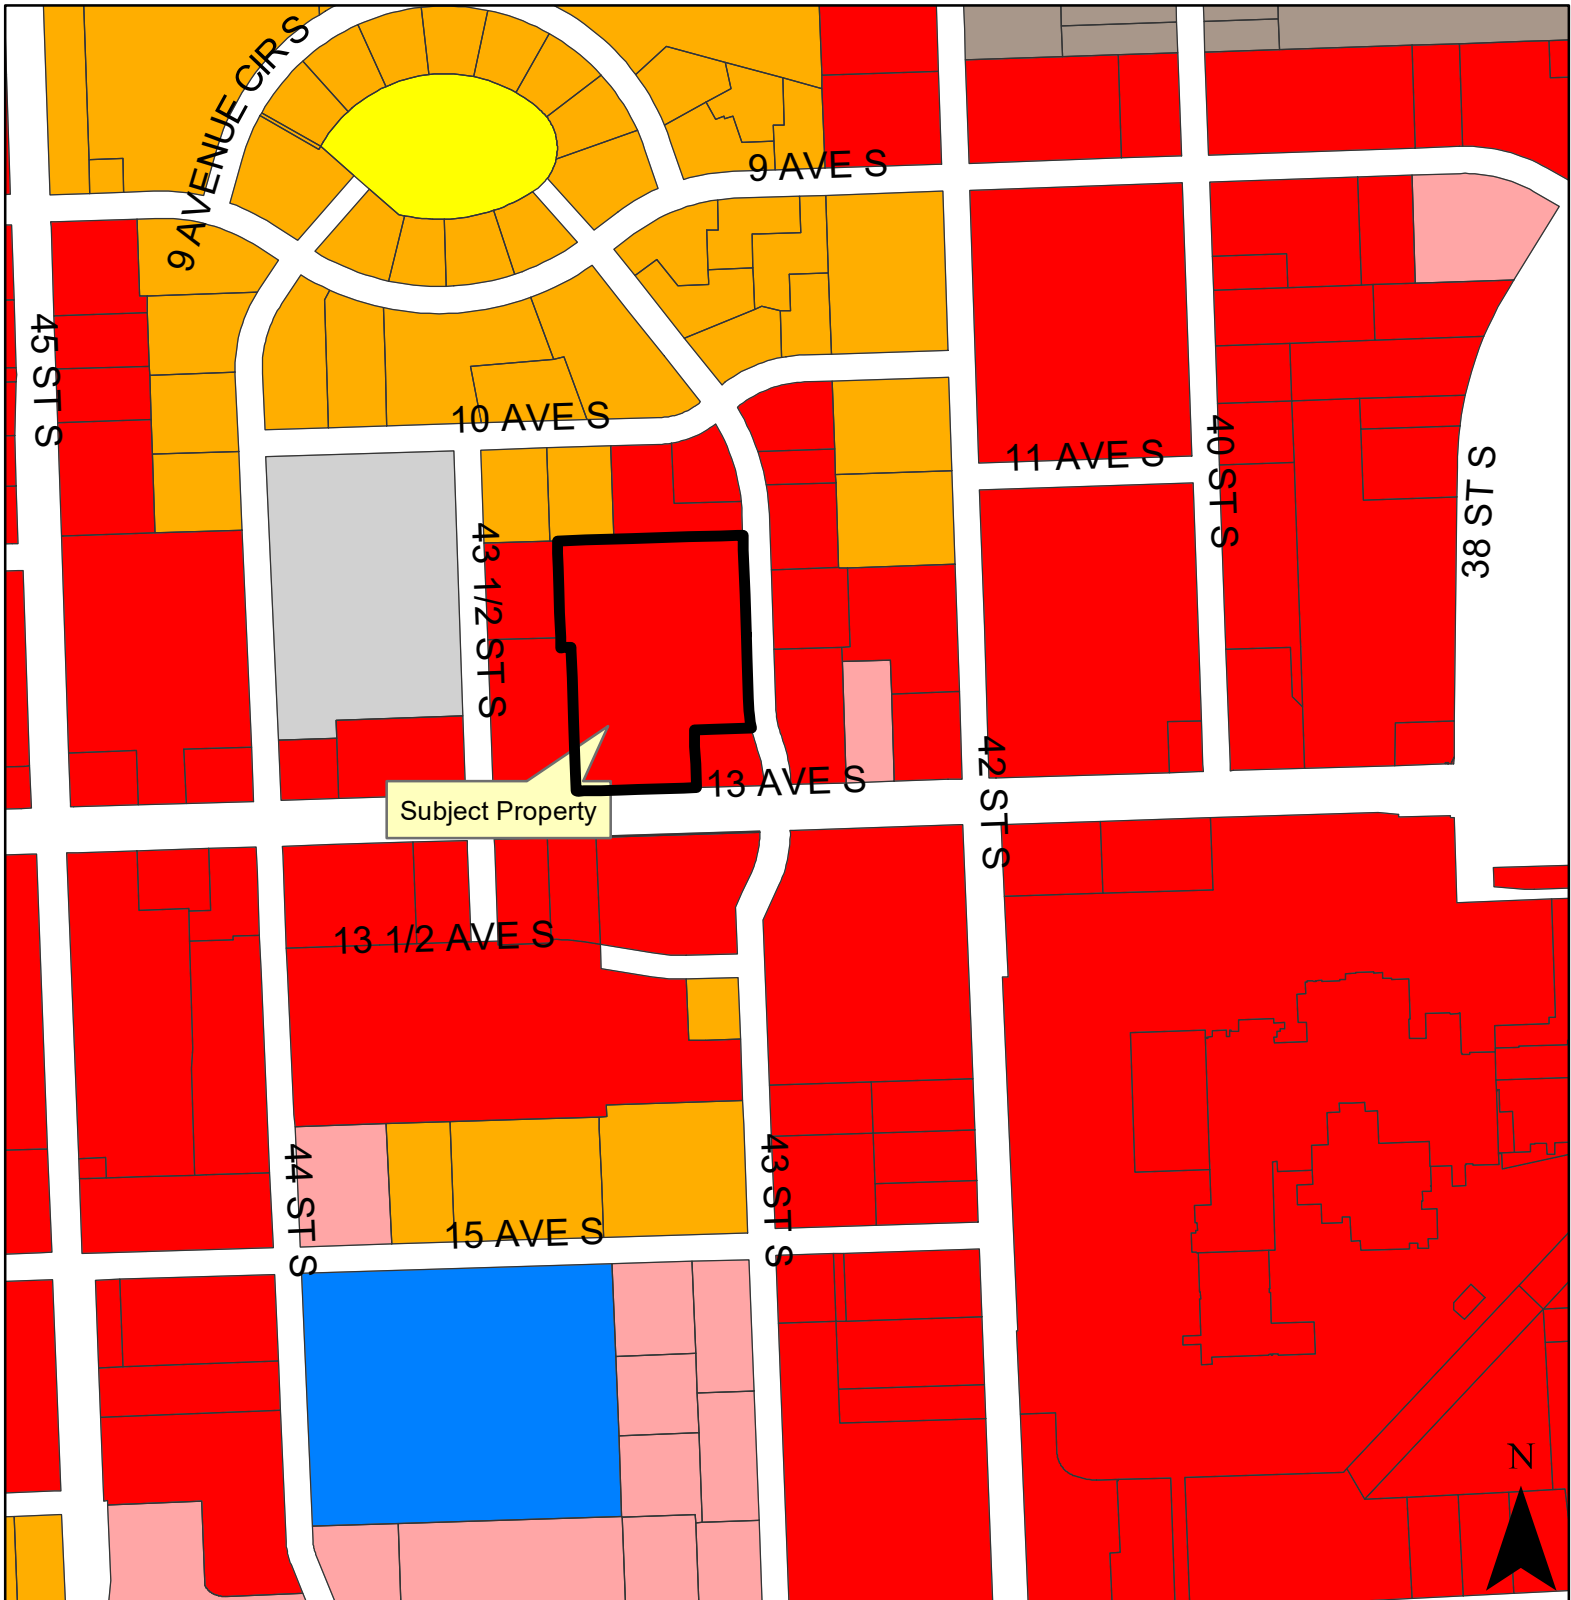 9 AVENUE CIR S
9 AVE S
45 ST S
10 AVE S
11 AVE S
40 ST S
38 ST S
43 1/2 ST S
13 AVE S
42 ST S
Subject Property
13 1/2 AVE S
44 ST S
43 ST S
15 AVE S
N